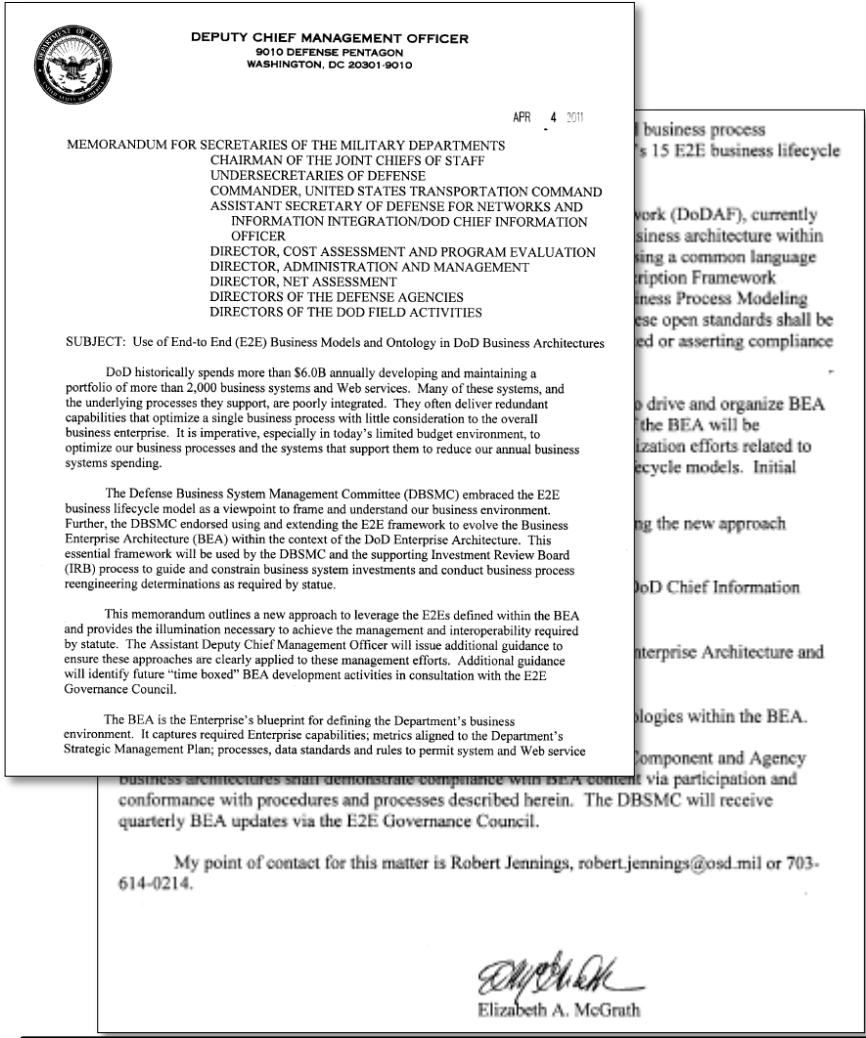 DEPUTY CHIEF MANAGEMENT OFFICER
9010 DEFENSE PENTAGON
WASHINGTON, DC 20301-9010
DEPARTMENT OF DEFENSE
UNITED STATES OF AMERICA
APR 4 2011
MEMORANDUM FOR SECRETARIES OF THE MILITARY DEPARTMENTS
CHAIRMAN OF THE JOINT CHIEFS OF STAFF
UNDERSECRETARIES OF DEFENSE
COMMANDER, UNITED STATES TRANSPORTATION COMMAND
ASSISTANT SECRETARY OF DEFENSE FOR NETWORKS AND
INFORMATION INTEGRATION/DOD CHIEF INFORMATION
OFFICER
DIRECTOR, COST ASSESSMENT AND PROGRAM EVALUATION
DIRECTOR, ADMINISTRATION AND MANAGEMENT
DIRECTOR, NET ASSESSMENT
DIRECTORS OF THE DEFENSE AGENCIES
DIRECTORS OF THE DOD FIELD ACTIVITIES
SUBJECT: Use of End-to End (E2E) Business Models and Ontology in DoD Business Architectures
DoD historically spends more than $6.0B annually developing and maintaining a
portfolio of more than 2,000 business systems and Web services. Many of these systems, and
the underlying processes they support, are poorly integrated. They often deliver redundant
capabilities that optimize a single business process with little consideration to the overall
business enterprise. It is imperative, especially in today's limited budget environment, to
optimize our business processes and the systems that support them to reduce our annual business
systems spending.
The Defense Business System Management Committee (DBSMC) embraced the E2E
business lifecycle model as a viewpoint to frame and understand our business environment.
Further, the DBSMC endorsed using and extending the E2E framework to evolve the Business
Enterprise Architecture (BEA) within the context of the DoD Enterprise Architecture. This
essential framework will be used by the DBSMC and the supporting Investment Review Board
(IRB) process to guide and constrain business system investments and conduct business process
reengineering determinations as required by statue.
This memorandum outlines a new approach to leverage the E2Es defined within the BEA
and provides the illumination necessary to achieve the management and interoperability required
by statute. The Assistant Deputy Chief Management Officer will issue additional guidance to
ensure these approaches are clearly applied to these management efforts. Additional guidance
will identify future “time boxed” BEA development activities in consultation with the E2E
Governance Council.
The BEA is the Enterprise's blueprint for defining the Department's business
environment. It captures required Enterprise capabilities; metrics aligned to the Department's
Strategic Management Plan; processes, data standards and rules to permit system and Web service
business process
's 15 E2E business lifecycle
work (DoDAF), currently
siness architecture within
sing a common language
ription Framework
iness Process Modeling
ese open standards shall be
ed or asserting compliance
o drive and organize BEA
the BEA will be
ization efforts related to
ecycle models. Initial
ng the new approach
DoD Chief Information
nterprise Architecture and
ologies within the BEA.
Component and Agency
business architectures shall demonstrate compliance with BEA content via participation and
conformance with procedures and processes described herein. The DBSMC will receive
quarterly BEA updates via the E2E Governance Council.
My point of contact for this matter is Robert Jennings, robert.jennings@osd.mil or 703-
614-0214.
Elizabeth A. McGrath